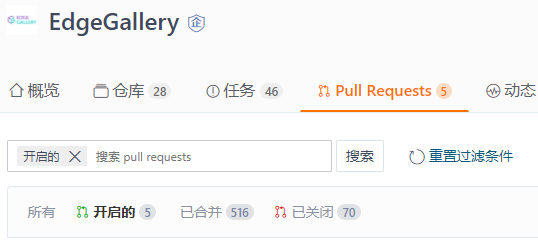 EDGE GALLERY EdgeGallery 企
概览 仓库 28 任务 46 Pull Requests 5 动态
开启的 搜索 pull requests 搜索 重置过滤条件
所有 开启的 5 已合并 516 已关闭 70